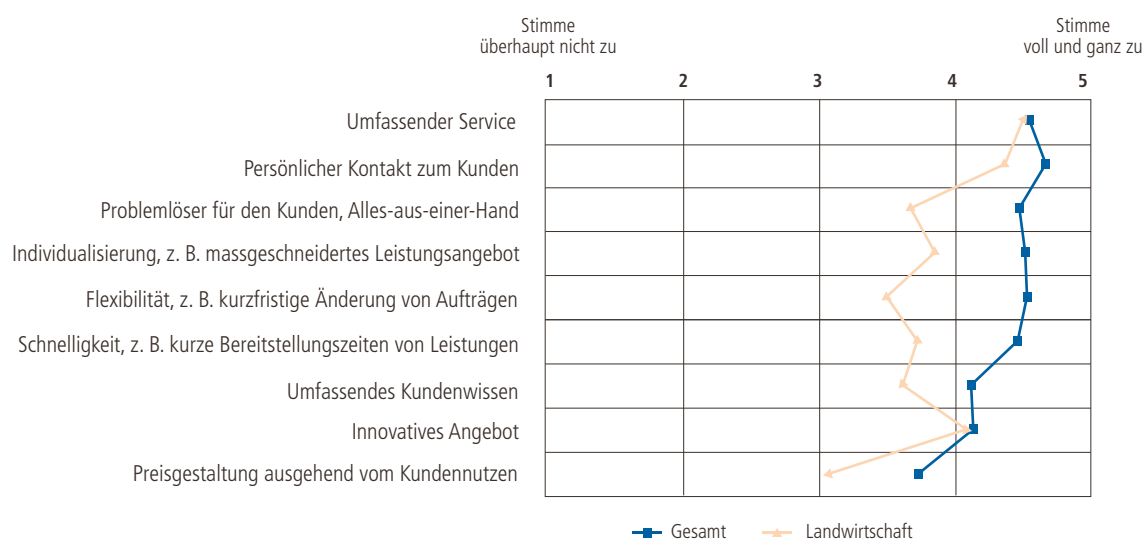 Stimme
überhaupt nicht zu
Stimme
voll und ganz zu
1 2 3 4 5
Umfassender Service
Persönlicher Kontakt zum Kunden
Problemlöser für den Kunden, Alles-aus-einer-Hand
Individualisierung, z. B. massgeschneidertes Leistungsangebot
Flexibilität, z. B. kurzfristige Änderung von Aufträgen
Schnelligkeit, z. B. kurze Bereitstellungszeiten von Leistungen
Umfassendes Kundenwissen
Innovatives Angebot
Preisgestaltung ausgehend vom Kundennutzen
Gesamt Landwirtschaft